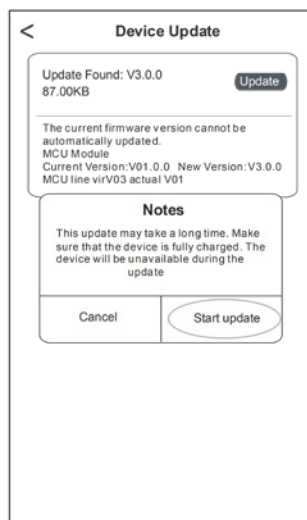 < Device Update
Update Found: V3.0.0
87.00KB
Update
The current firmware version cannot be
automatically updated.
MCU Module
Current Version:V01.0.0 New Version:V3.0.0
MCU line virV03 actual V01
Notes
This update may take a long time. Make
sure that the device is fully charged. The
device will be unavailable during the
update
Cancel
Start update